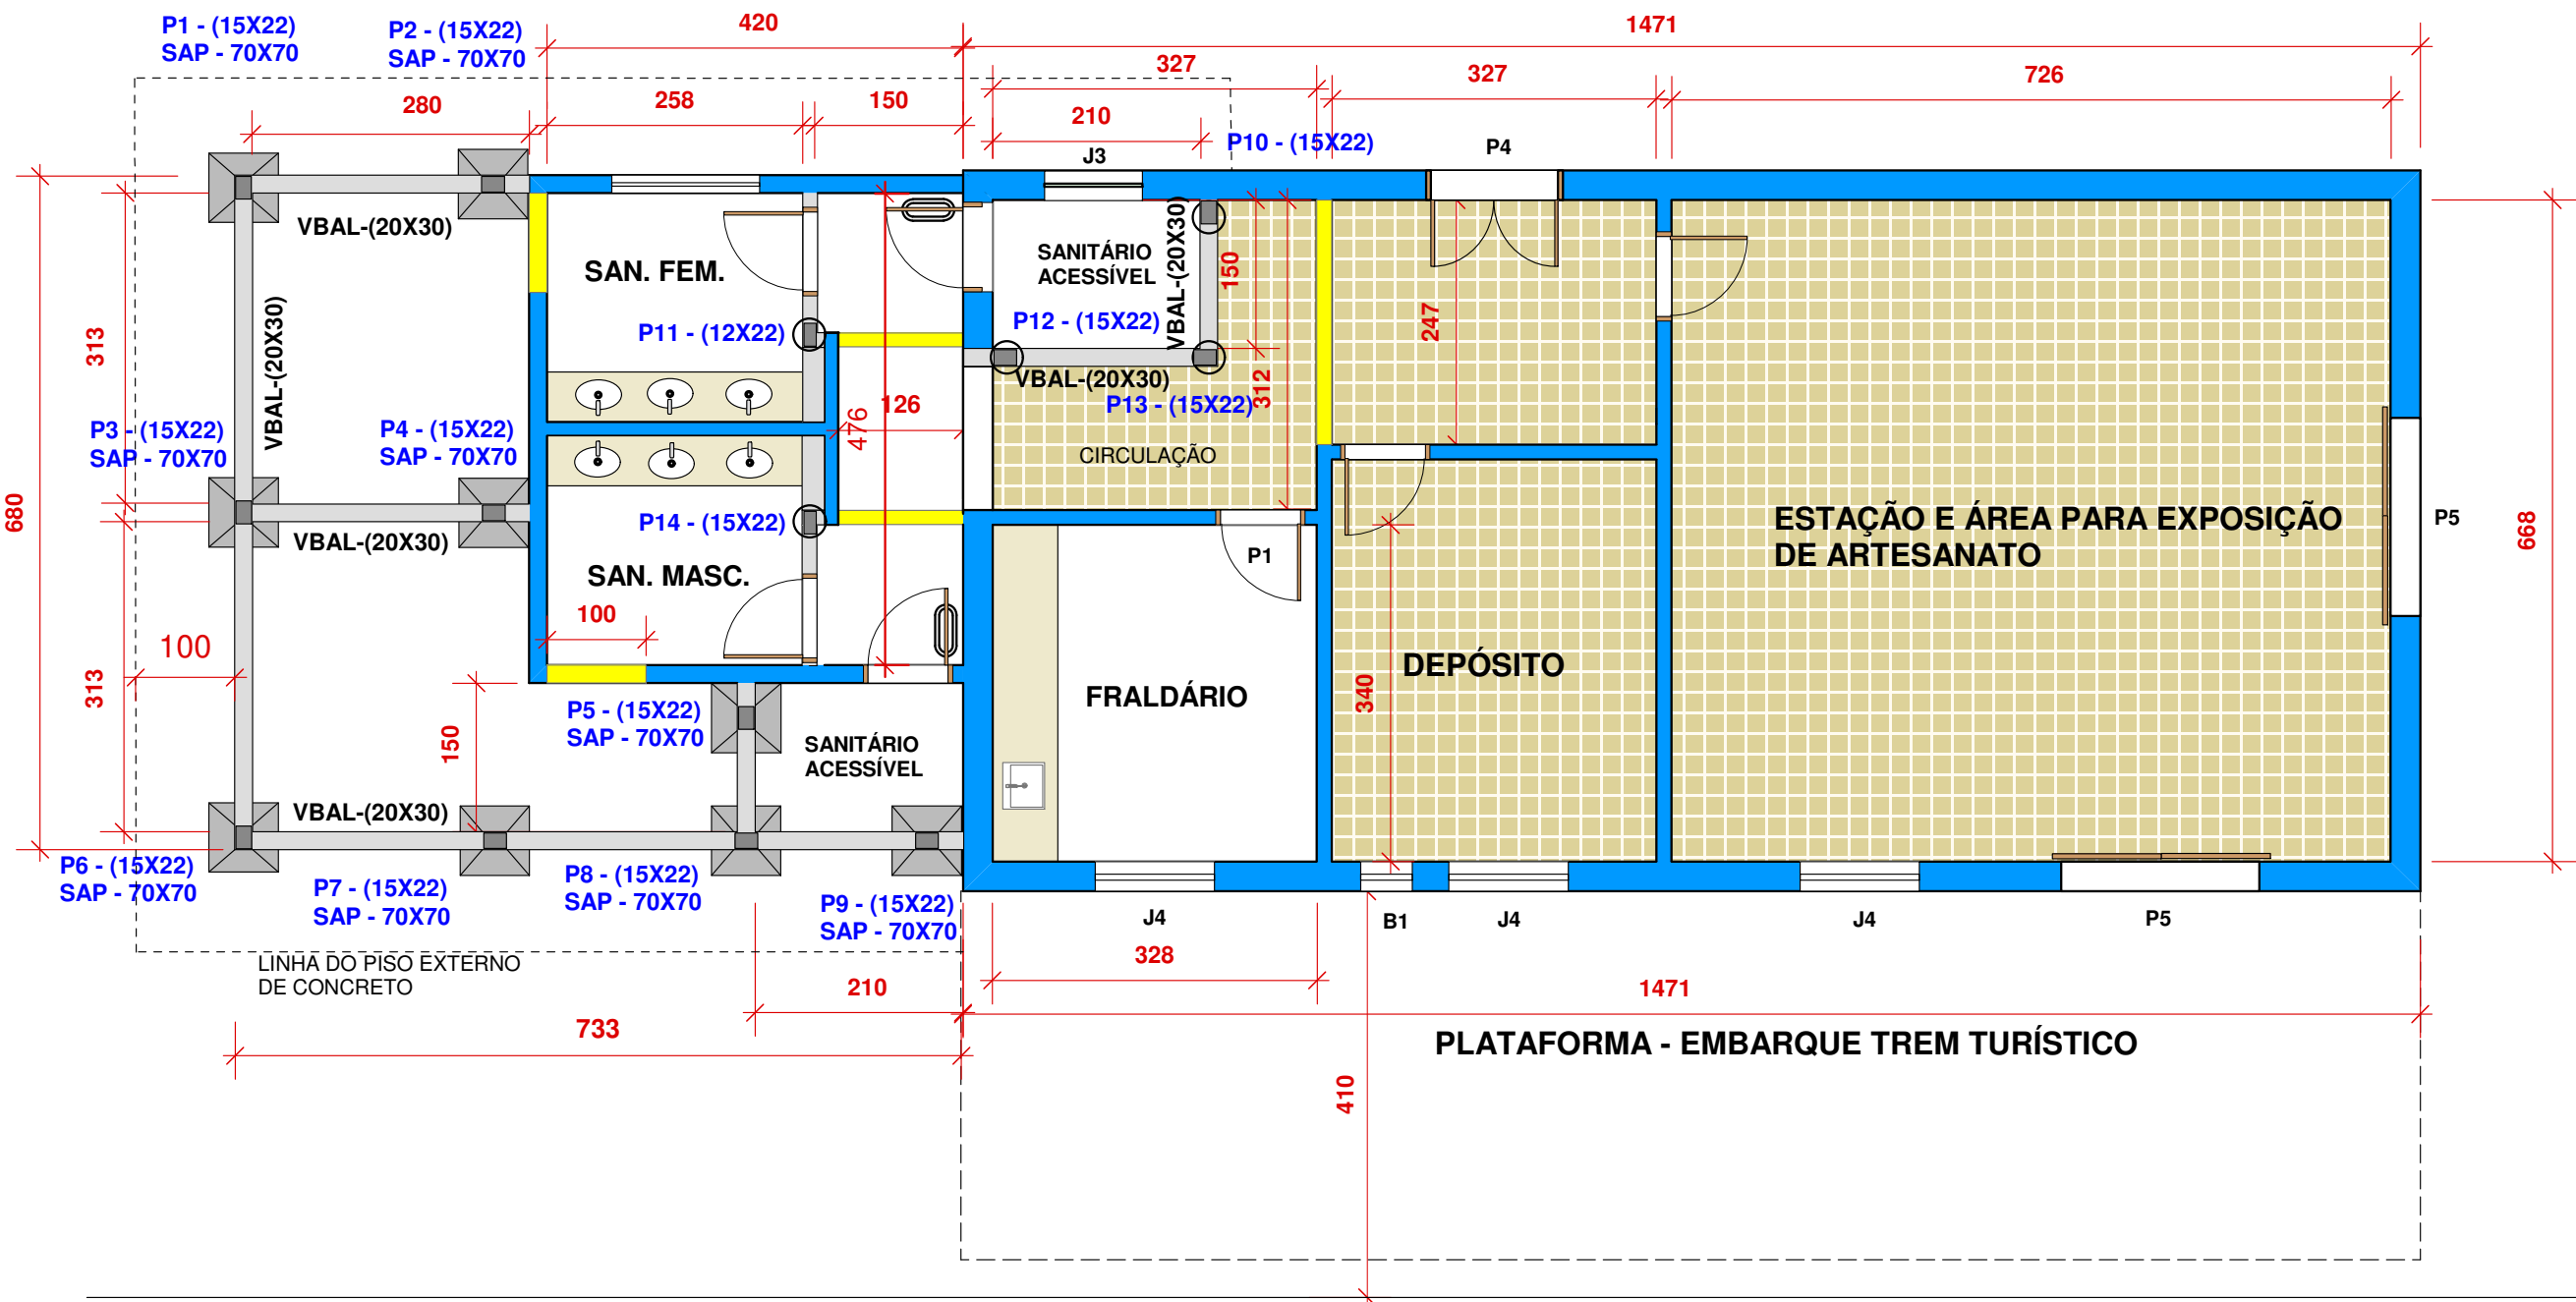 P1 - (15X22)
SAP - 70X70
P2 - (15X22)
SAP - 70X70
420
1471
327
327
726
280
258
150
210
P10 - (15X22)
J3
P4
VBAL-(20X30)
SAN. FEM.
SANITÁRIO
ACESSÍVEL
VBAL-(20X30)
150
P11 - (12X22)
P12 - (15X22)
247
313
VBAL-(20X30)
VBAL-(20X30)
312
P13 - (15X22)
126
476
P3 - (15X22)
SAP - 70X70
P4 - (15X22)
SAP - 70X70
CIRCULAÇÃO
680
P14 - (15X22)
VBAL-(20X30)
ESTAÇÃO E ÁREA PARA EXPOSIÇÃO
DE ARTESANATO
P5
668
P1
SAN. MASC.
100
100
313
DEPÓSITO
340
FRALDÁRIO
P5 - (15X22)
SAP - 70X70
150
SANITÁRIO
ACESSÍVEL
VBAL-(20X30)
P6 - (15X22)
SAP - 70X70
P7 - (15X22)
SAP - 70X70
P8 - (15X22)
SAP - 70X70
P9 - (15X22)
SAP - 70X70
J4
B1
J4
J4
P5
LINHA DO PISO EXTERNO
DE CONCRETO
328
210
1471
733
PLATAFORMA - EMBARQUE TREM TURÍSTICO
410